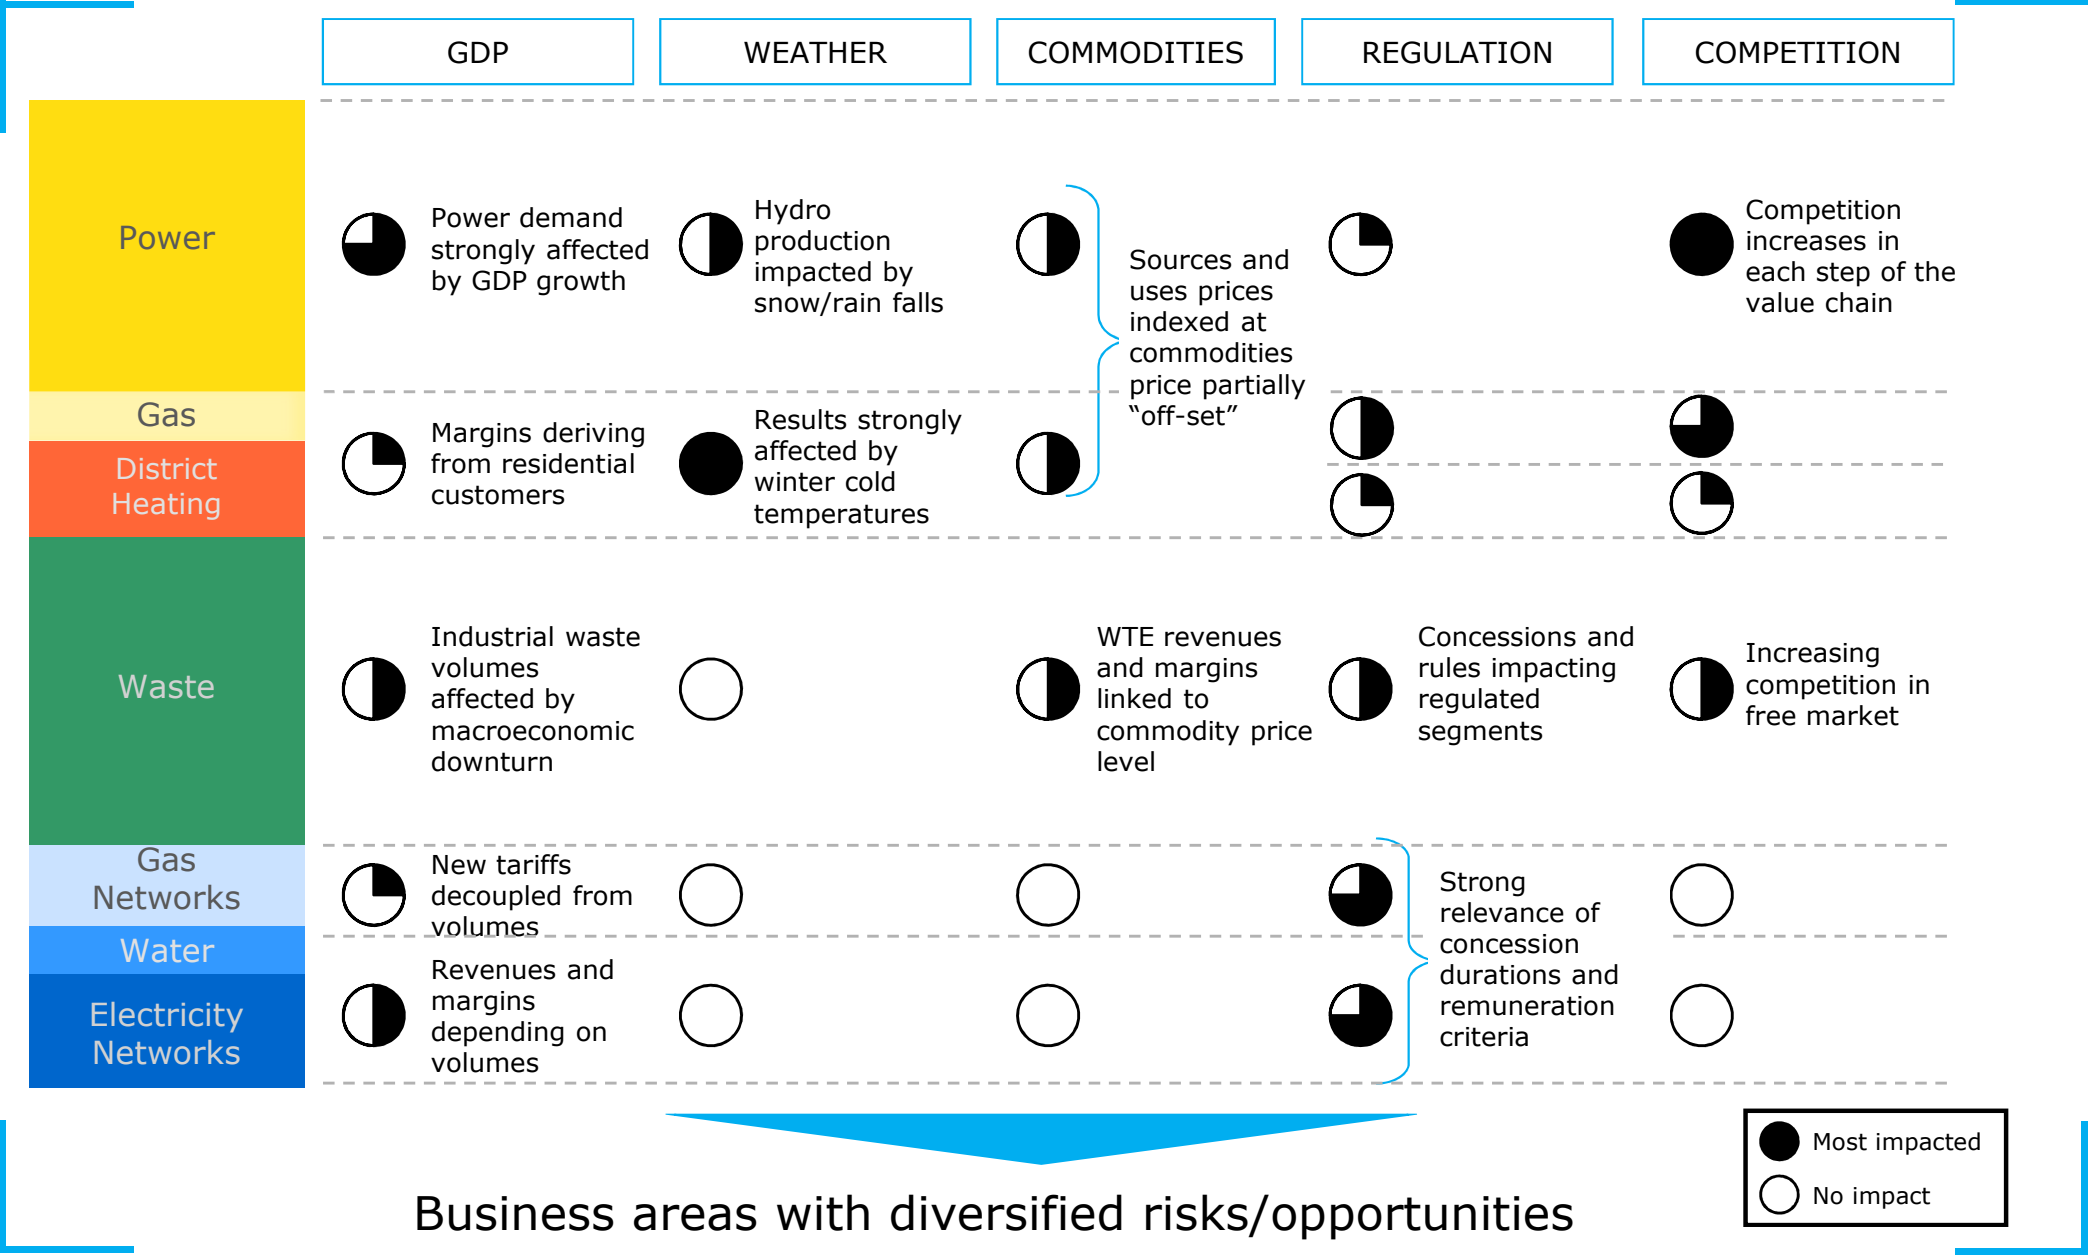 GDP
WEATHER
COMMODITIES
REGULATION
COMPETITION
Power
Power demand
strongly affected
by GDP growth
Hydro
production
impacted by
snow/rain falls
Sources and
uses prices
indexed at
commodities
price partially
“off-set”
Competition
increases in
each step of the
value chain
Gas
District
Heating
Margins deriving
from residential
customers
Results strongly
affected by
winter cold
temperatures
Waste
Industrial waste
volumes
affected by
macroeconomic
downturn
WTE revenues
and margins
linked to
commodity price
level
Concessions and
rules impacting
regulated
segments
Increasing
competition in
free market
Gas
Networks
New tariffs
decoupled from
volumes
Strong
relevance of
concession
durations and
remuneration
criteria
Water
Electricity
Networks
Revenues and
margins
depending on
volumes
Most impacted
No impact
Business areas with diversified risks/opportunities